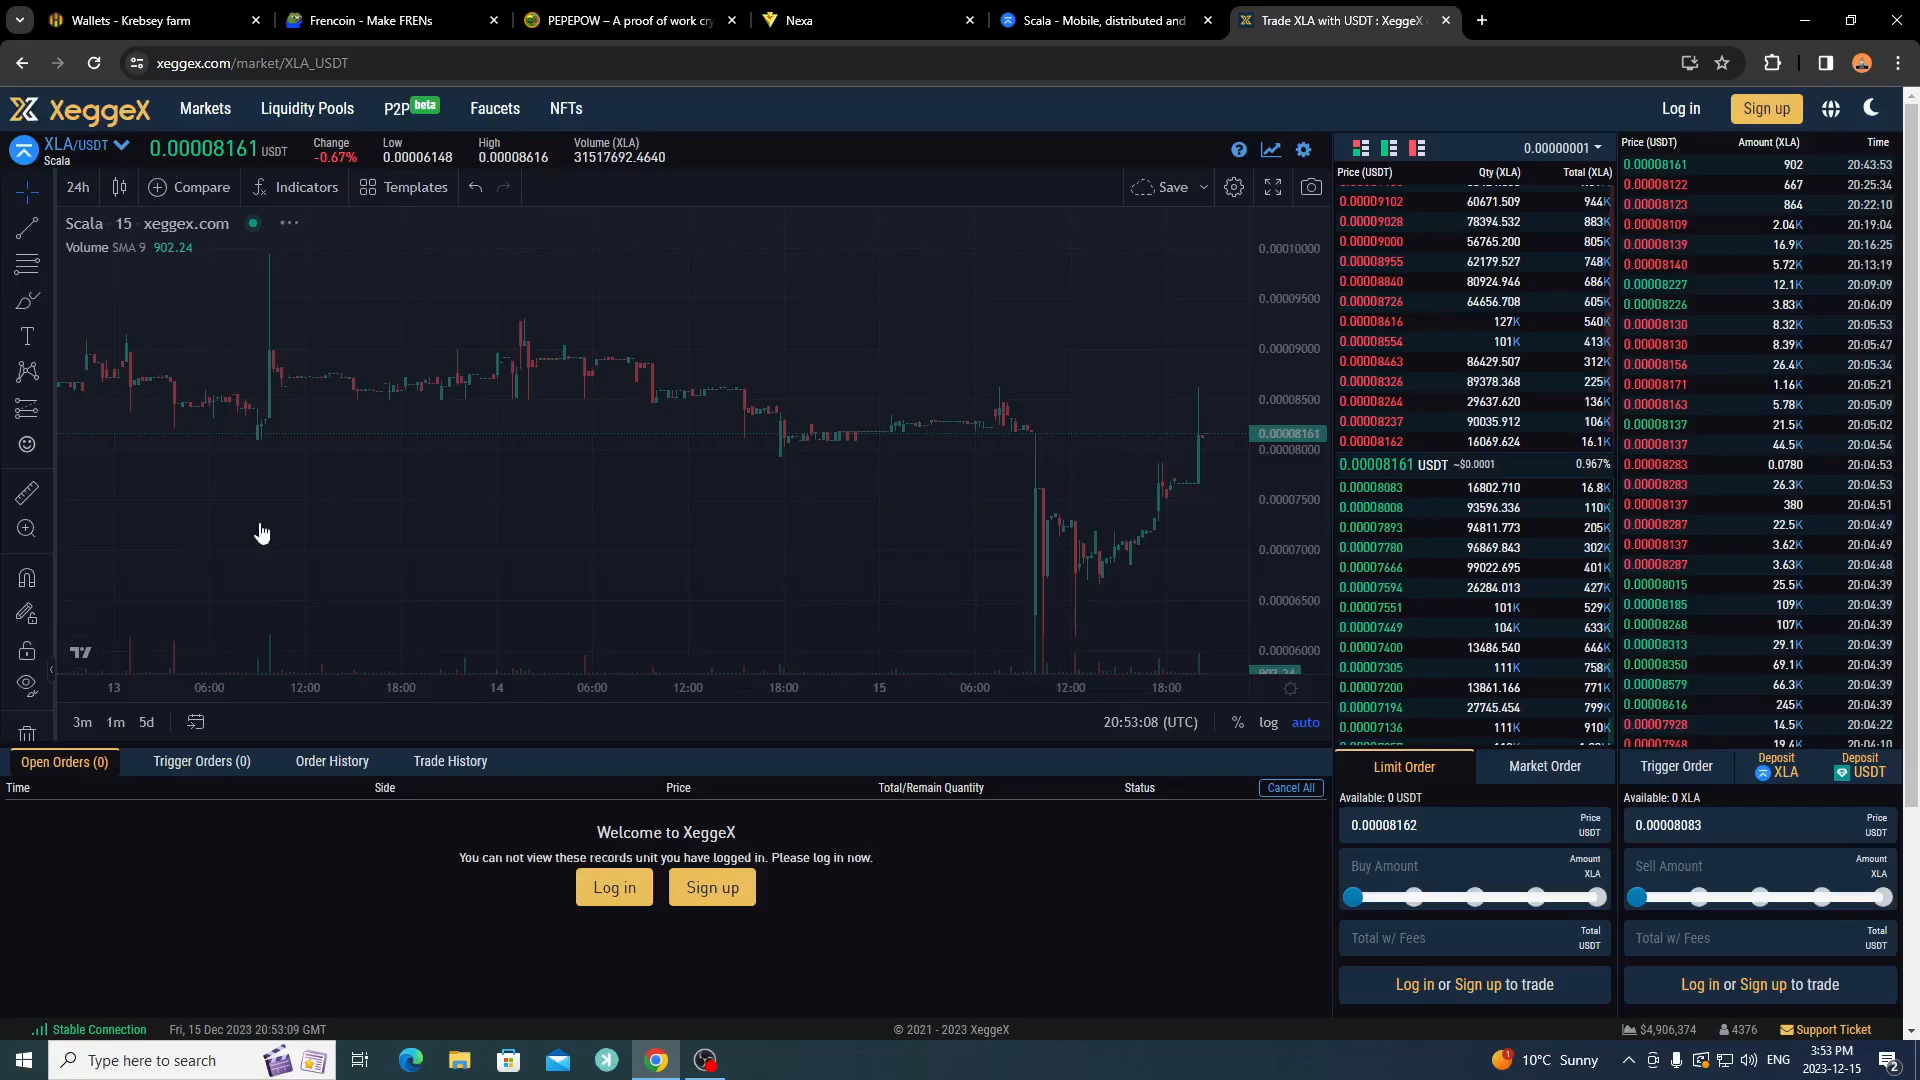 Wallets - Krebsey farm
Frencoin - Make FRENs
PEPEPOW – A proof of work cry
Nexa
Scala - Mobile, distributed and
Trade XLA with USDT : XeggeX
xeggex.com/market/XLA_USDT
XeggeX
Markets
Liquidity Pools
P2P beta
Faucets
NFTs
Log in
Sign up
XLA/USDT
Scala
0.00008161 USDT
Change
-0.67%
Low
0.00006148
High
0.00008616
Volume (XLA)
31517692.4640
24h
Compare
Indicators
Templates
Save
Scala · 15 · xeggex.com
Volume SMA 9 902.24
0.00010000
0.00009500
0.00009000
0.00008500
0.00008161
0.00008000
0.00007500
0.00007000
0.00006500
0.00006000
902.24
13 06:00 12:00 18:00 14 06:00 12:00 18:00 15 06:00 12:00 18:00
3m 1m 5d
20:53:08 (UTC)
% log auto
0.00000001
Price (USDT) Qty (XLA) Total (XLA)
0.00009102 60671.509 944K
0.00009028 78394.532 883K
0.00009000 56765.200 805K
0.00008955 62179.527 748K
0.00008840 80924.946 686K
0.00008726 64656.708 605K
0.00008616 127K 540K
0.00008554 101K 413K
0.00008463 86429.507 312K
0.00008326 89378.368 225K
0.00008264 29637.620 136K
0.00008237 90035.912 106K
0.00008162 16069.624 16.1K
0.00008161 USDT ~$0.0001 0.967%
0.00008083 16802.710 16.8K
0.00008008 93596.336 110K
0.00007893 94811.773 205K
0.00007780 96869.843 302K
0.00007666 99022.695 401K
0.00007594 26284.013 427K
0.00007551 101K 529K
0.00007449 104K 633K
0.00007400 13486.540 646K
0.00007305 111K 758K
0.00007200 13861.166 771K
0.00007194 27745.454 799K
0.00007136 111K 910K
Price (USDT) Amount (XLA) Time
0.00008161 902 20:43:53
0.00008122 667 20:25:34
0.00008123 864 20:22:10
0.00008109 2.04K 20:19:04
0.00008139 16.9K 20:16:25
0.00008140 5.72K 20:13:19
0.00008227 12.1K 20:09:09
0.00008226 3.83K 20:06:09
0.00008130 8.32K 20:05:53
0.00008130 8.39K 20:05:47
0.00008156 26.4K 20:05:34
0.00008171 1.16K 20:05:21
0.00008163 5.78K 20:05:09
0.00008137 21.5K 20:05:02
0.00008137 44.5K 20:04:54
0.00008283 0.0780 20:04:53
0.00008283 26.3K 20:04:53
0.00008137 380 20:04:51
0.00008287 22.5K 20:04:49
0.00008137 3.62K 20:04:49
0.00008287 3.63K 20:04:48
0.00008015 25.5K 20:04:39
0.00008185 109K 20:04:39
0.00008268 107K 20:04:39
0.00008313 29.1K 20:04:39
0.00008350 69.1K 20:04:39
0.00008579 66.3K 20:04:39
0.00008616 245K 20:04:39
0.00007928 14.5K 20:04:22
0.00007948 19.4K 20:04:10
Open Orders (0)
Trigger Orders (0)
Order History
Trade History
Time Side Price Total/Remain Quantity Status Cancel All
Welcome to XeggeX
You can not view these records unit you have logged in. Please log in now.
Log in
Sign up
Limit Order
Market Order
Trigger Order
Deposit XLA
Deposit USDT
Available: 0 USDT
0.00008162 Price USDT
Buy Amount Amount XLA
Total w/ Fees Total USDT
Log in or Sign up to trade
Available: 0 XLA
0.00008083 Price USDT
Sell Amount Amount XLA
Total w/ Fees Total USDT
Log in or Sign up to trade
Stable Connection
Fri, 15 Dec 2023 20:53:09 GMT
© 2021 - 2023 XeggeX
$4,906,374
4376
Support Ticket
Type here to search
10°C Sunny
ENG
3:53 PM
2023-12-15
2